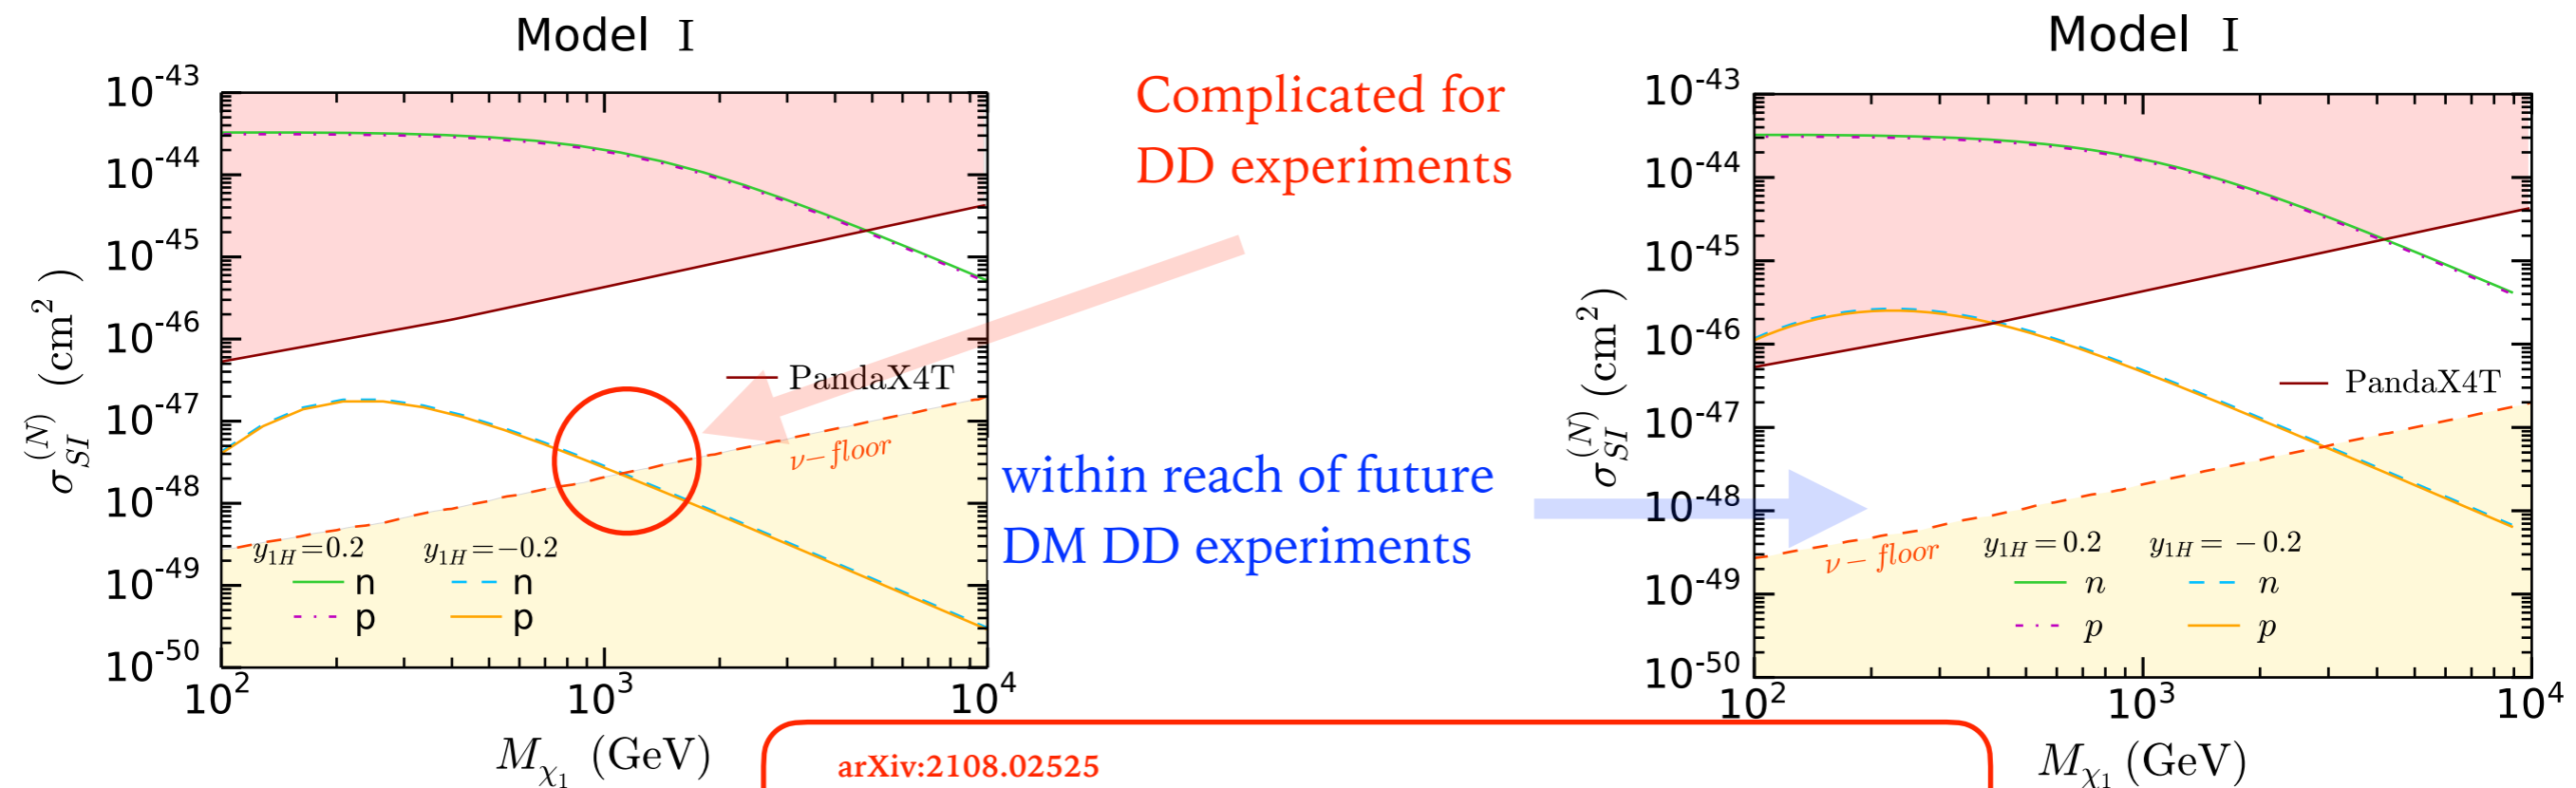 Model I
10^-43
10^-44
10^-45
10^-46
10^-47
10^-48
10^-49
10^-50
σ_SI^(N) (cm^2)
PandaX4T
ν−floor
y_1H=0.2 y_1H=−0.2
n n
p p
10^2 10^3 10^4
M_χ1 (GeV)
Complicated for
DD experiments
within reach of future
DM DD experiments
arXiv:2108.02525
Model I
10^-43
10^-44
10^-45
10^-46
10^-47
10^-48
10^-49
10^-50
σ_SI^(N) (cm^2)
PandaX4T
ν − floor
y_1H = 0.2 y_1H = − 0.2
n n
p p
10^2 10^3 10^4
M_χ1 (GeV)